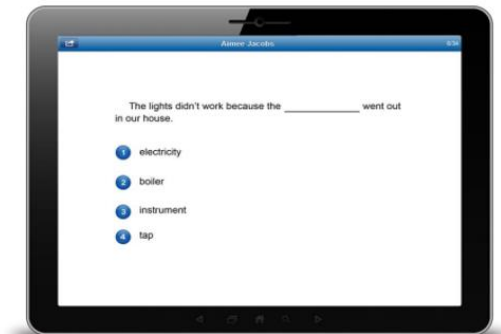 Aimee Jacobs
The lights didn't work because the ______________ went out
in our house.
1 electricity
2 boiler
3 instrument
4 tap